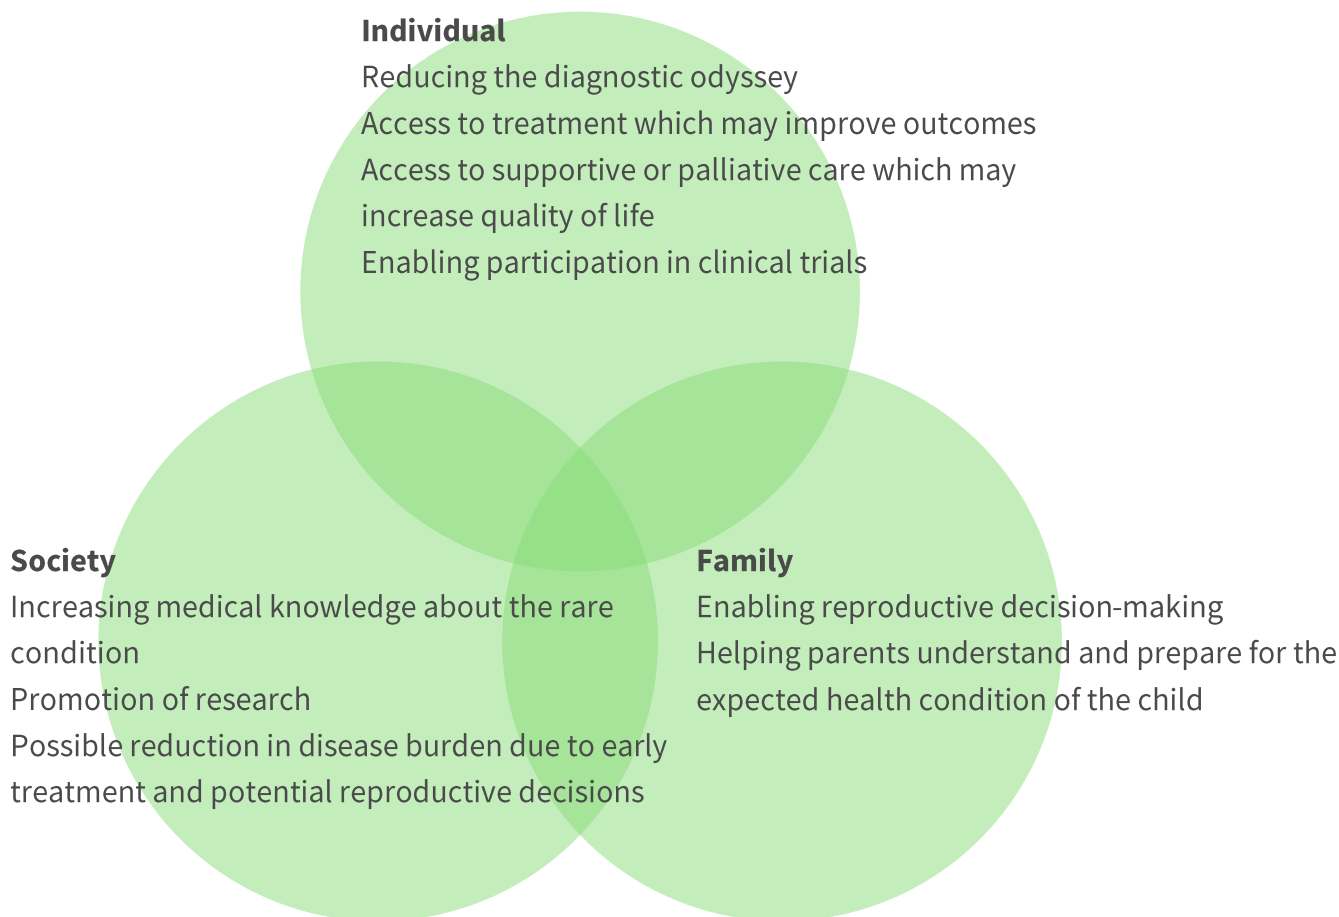 Individual
Reducing the diagnostic odyssey
Access to treatment which may improve outcomes
Access to supportive or palliative care which may
increase quality of life
Enabling participation in clinical trials
Society
Increasing medical knowledge about the rare
condition
Promotion of research
Possible reduction in disease burden due to early
treatment and potential reproductive decisions
Family
Enabling reproductive decision-making
Helping parents understand and prepare for the
expected health condition of the child